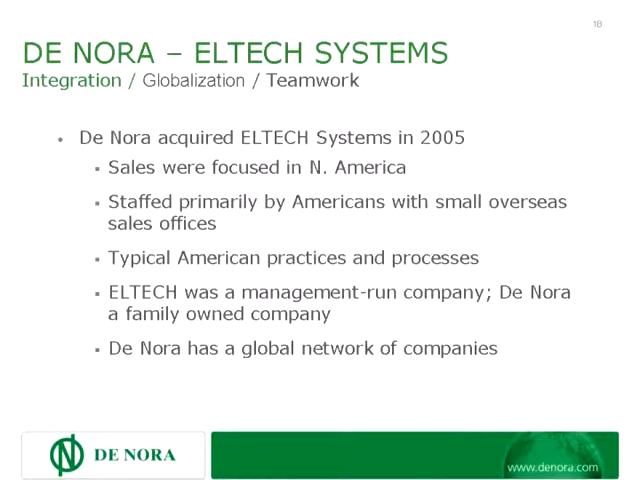 18
DE NORA – ELTECH SYSTEMS
Integration / Globalization / Teamwork
• De Nora acquired ELTECH Systems in 2005
▪ Sales were focused in N. America
▪ Staffed primarily by Americans with small overseas
sales offices
▪ Typical American practices and processes
▪ ELTECH was a management-run company; De Nora
a family owned company
▪ De Nora has a global network of companies
DE NORA
www.denora.com